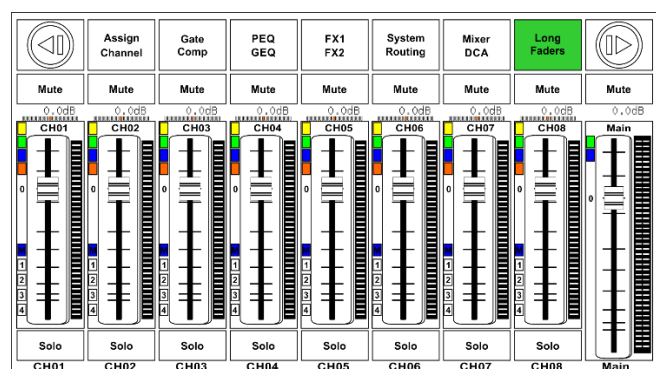 Assign Channel
Gate Comp
PEQ GEQ
FX1 FX2
System Routing
Mixer DCA
Long Faders
Mute Mute Mute Mute Mute Mute Mute Mute Mute
0.0dB 0.0dB 0.0dB 0.0dB 0.0dB 0.0dB 0.0dB 0.0dB 0.0dB
CH01 CH02 CH03 CH04 CH05 CH06 CH07 CH08 Main
0 0 0 0 0 0 0 0 0
M M M M M M M M
1 1 1 1 1 1 1 1
2 2 2 2 2 2 2 2
3 3 3 3 3 3 3 3
4 4 4 4 4 4 4 4
Solo Solo Solo Solo Solo Solo Solo Solo
CH01 CH02 CH03 CH04 CH05 CH06 CH07 CH08 Main